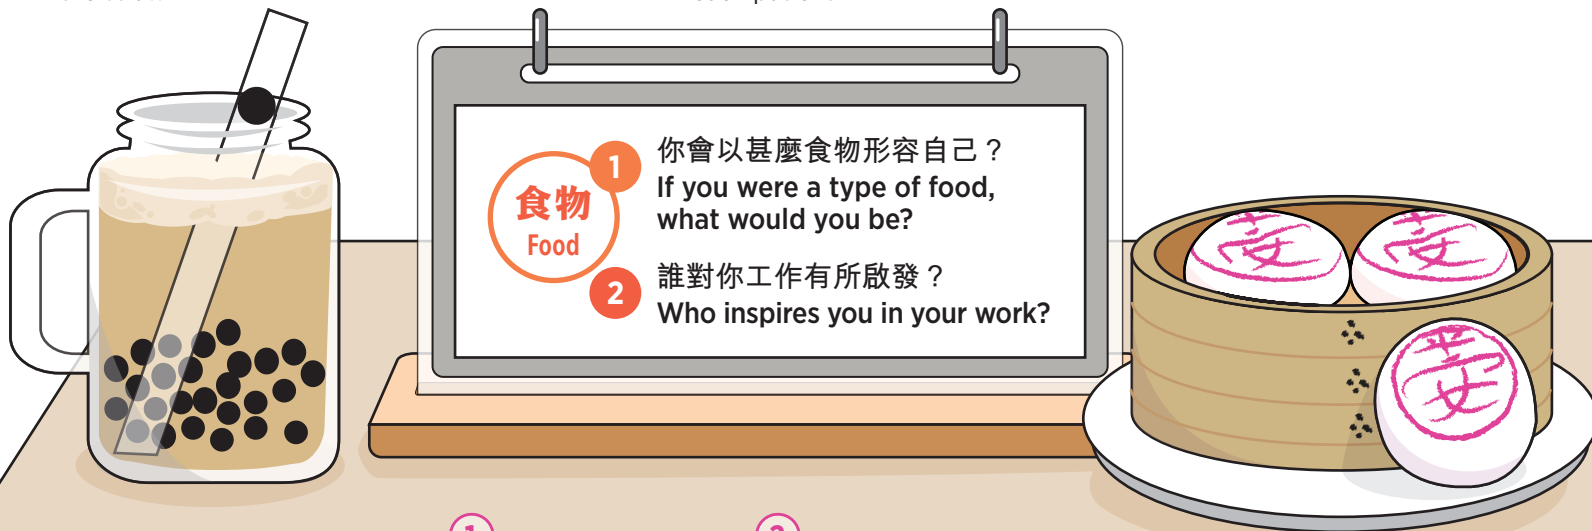 食物
Food
1
你會以甚麼食物形容自己？
If you were a type of food,
what would you be?
2
誰對你工作有所啟發？
Who inspires you in your work?